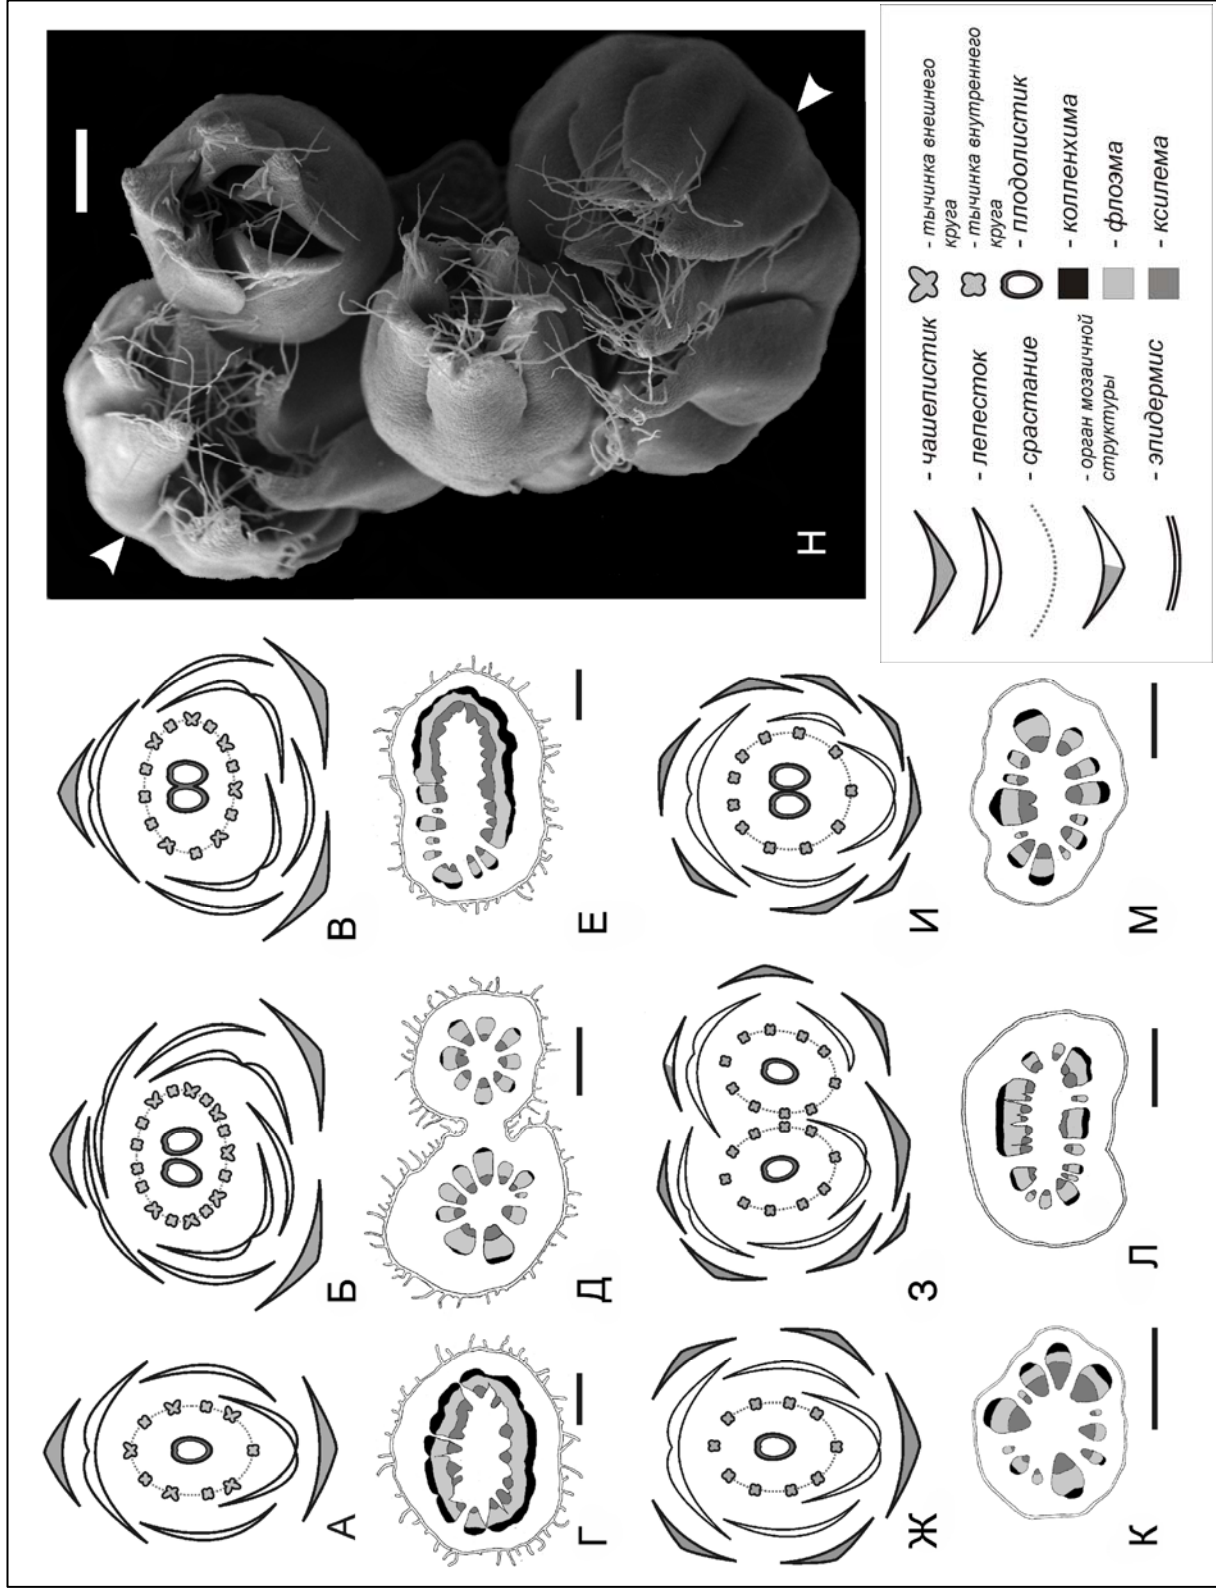 А
Б
В
Г
Д
Е
Ж
З
И
К
Л
М
Н
- чашелистик
- лепесток
- срастание
- орган мозаичной
структуры
- эпидермис
- тычинка внешнего
круга
- тычинка внутреннего
круга
- плодолистик
- колленхима
- флоэма
- ксилема